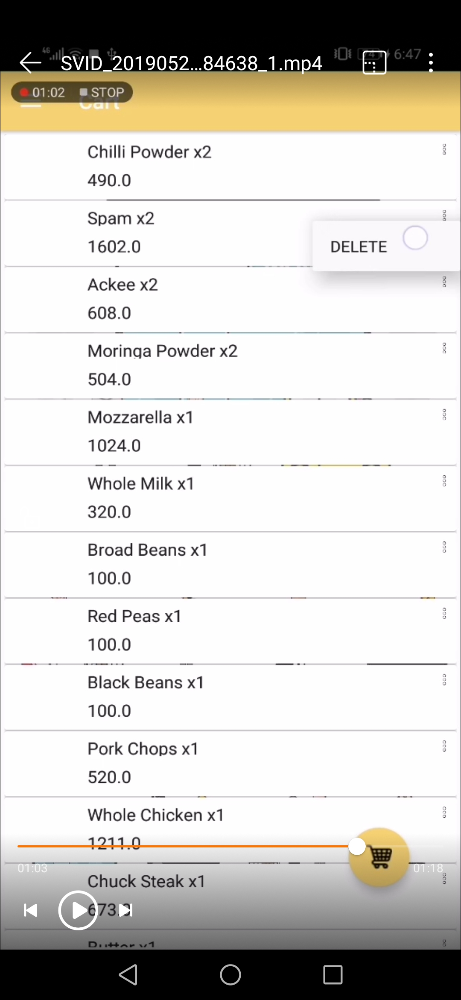 4G 74 6:47
SVID_2019052...84638_1.mp4
01:02 STOP
Cart
Chilli Powder x2
490.0
Spam x2
1602.0
DELETE
Ackee x2
608.0
Moringa Powder x2
504.0
Mozzarella x1
1024.0
Whole Milk x1
320.0
Broad Beans x1
100.0
Red Peas x1
100.0
Black Beans x1
100.0
Pork Chops x1
520.0
Whole Chicken x1
1211.0
01:03 01:18
Chuck Steak x1
673.0
Butter x1